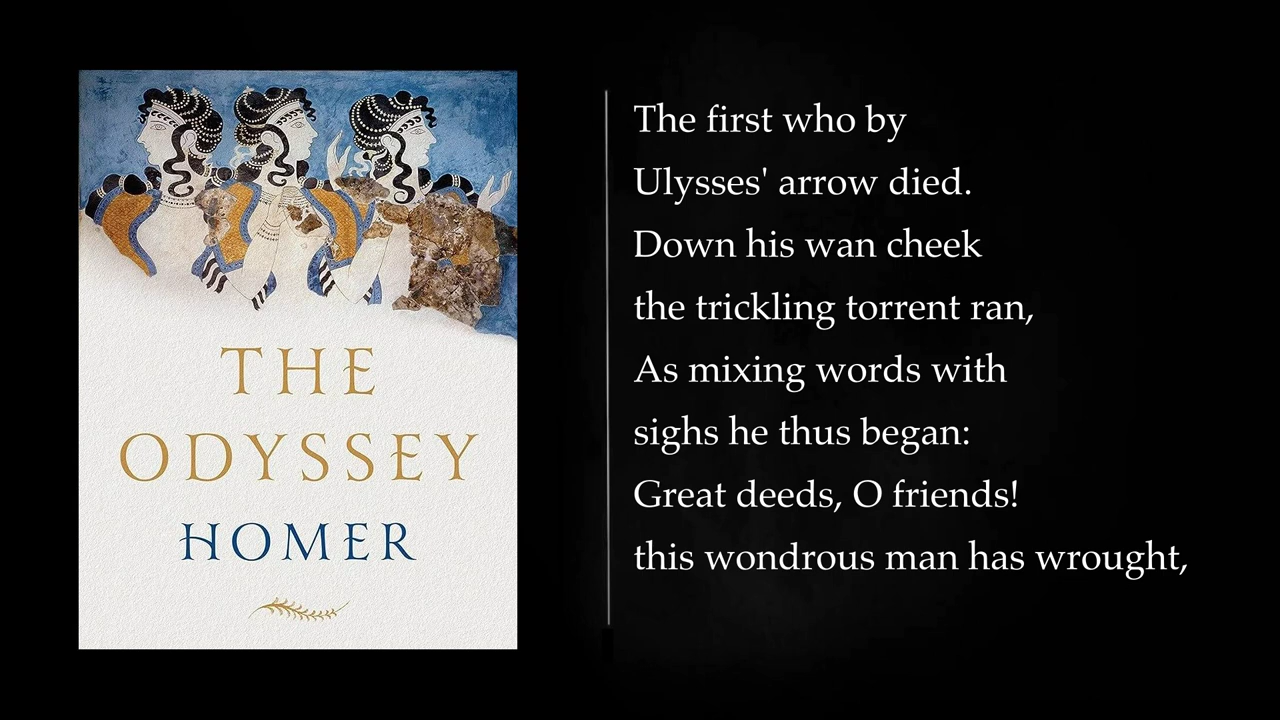 THE
ODYSSEY
HOMER
The first who by
Ulysses' arrow died.
Down his wan cheek
the trickling torrent ran,
As mixing words with
sighs he thus began:
Great deeds, O friends!
this wondrous man has wrought,